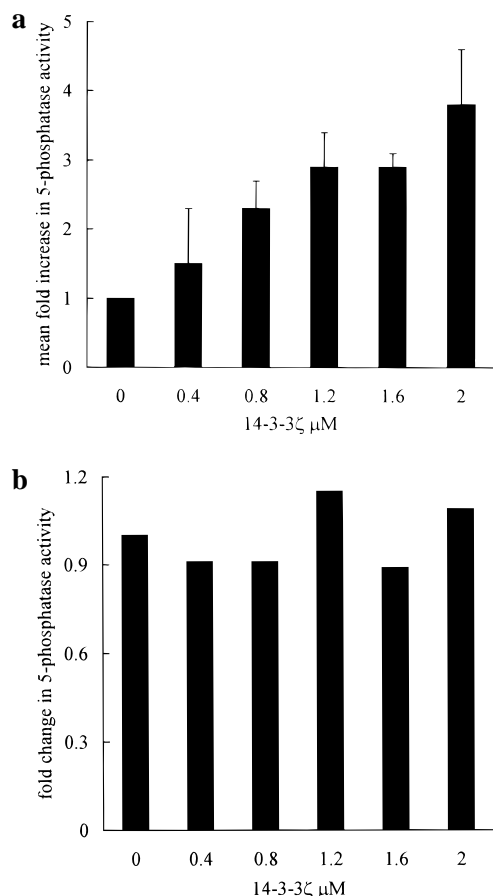 a
mean fold increase in 5-phosphatase activity
5
4
3
2
1
0
0 0.4 0.8 1.2 1.6 2
14-3-3ζ μM
b
fold change in 5-phosphatase activity
1.2
0.9
0.6
0.3
0
0 0.4 0.8 1.2 1.6 2
14-3-3ζ μM